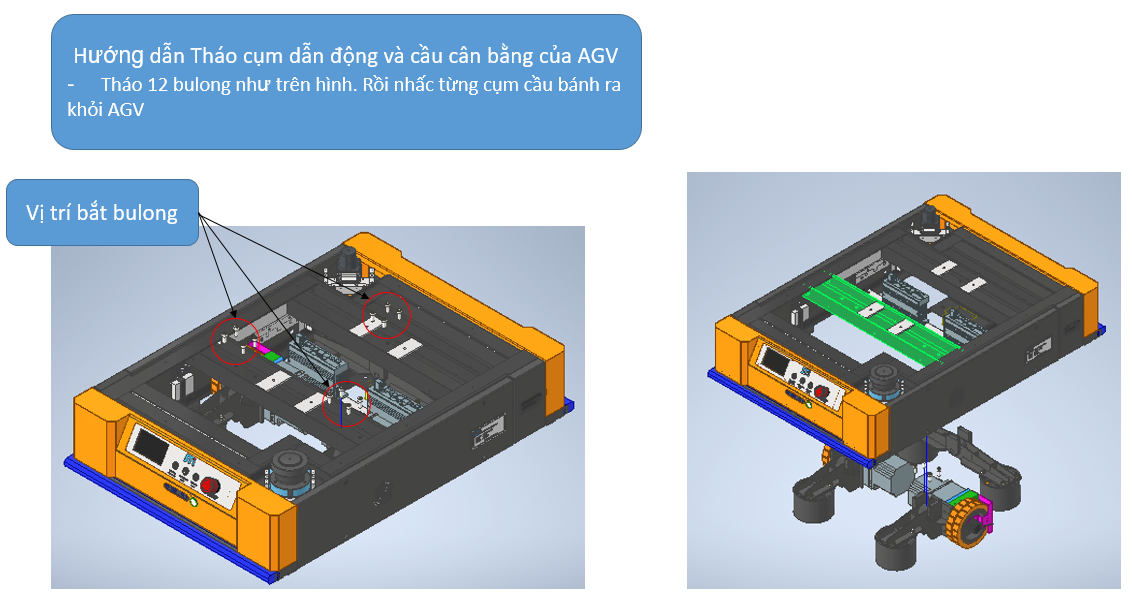 Hướng dẫn Tháo cụm dẫn động và cầu cân bằng của AGV
- Tháo 12 bulong như trên hình. Rồi nhấc từng cụm cầu bánh ra
khỏi AGV
Vị trí bắt bulong